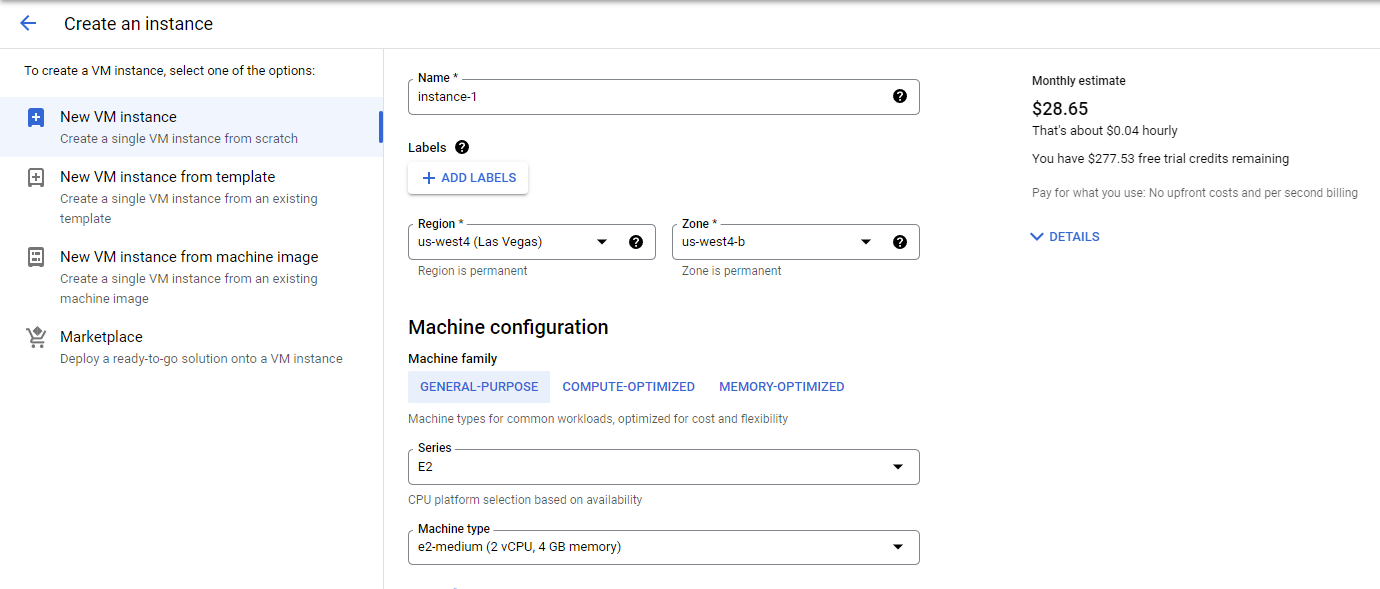 Create an instance
To create a VM instance, select one of the options:
New VM instance
Create a single VM instance from scratch
New VM instance from template
Create a single VM instance from an existing
template
New VM instance from machine image
Create a single VM instance from an existing
machine image
Marketplace
Deploy a ready-to-go solution onto a VM instance
Name *
instance-1
Labels
ADD LABELS
Region *
us-west4 (Las Vegas)
Region is permanent
Zone *
us-west4-b
Zone is permanent
Machine configuration
Machine family
GENERAL-PURPOSE COMPUTE-OPTIMIZED MEMORY-OPTIMIZED
Machine types for common workloads, optimized for cost and flexibility
Series
E2
CPU platform selection based on availability
Machine type
e2-medium (2 vCPU, 4 GB memory)
Monthly estimate
$28.65
That's about $0.04 hourly
You have $277.53 free trial credits remaining
Pay for what you use: No upfront costs and per second billing
DETAILS